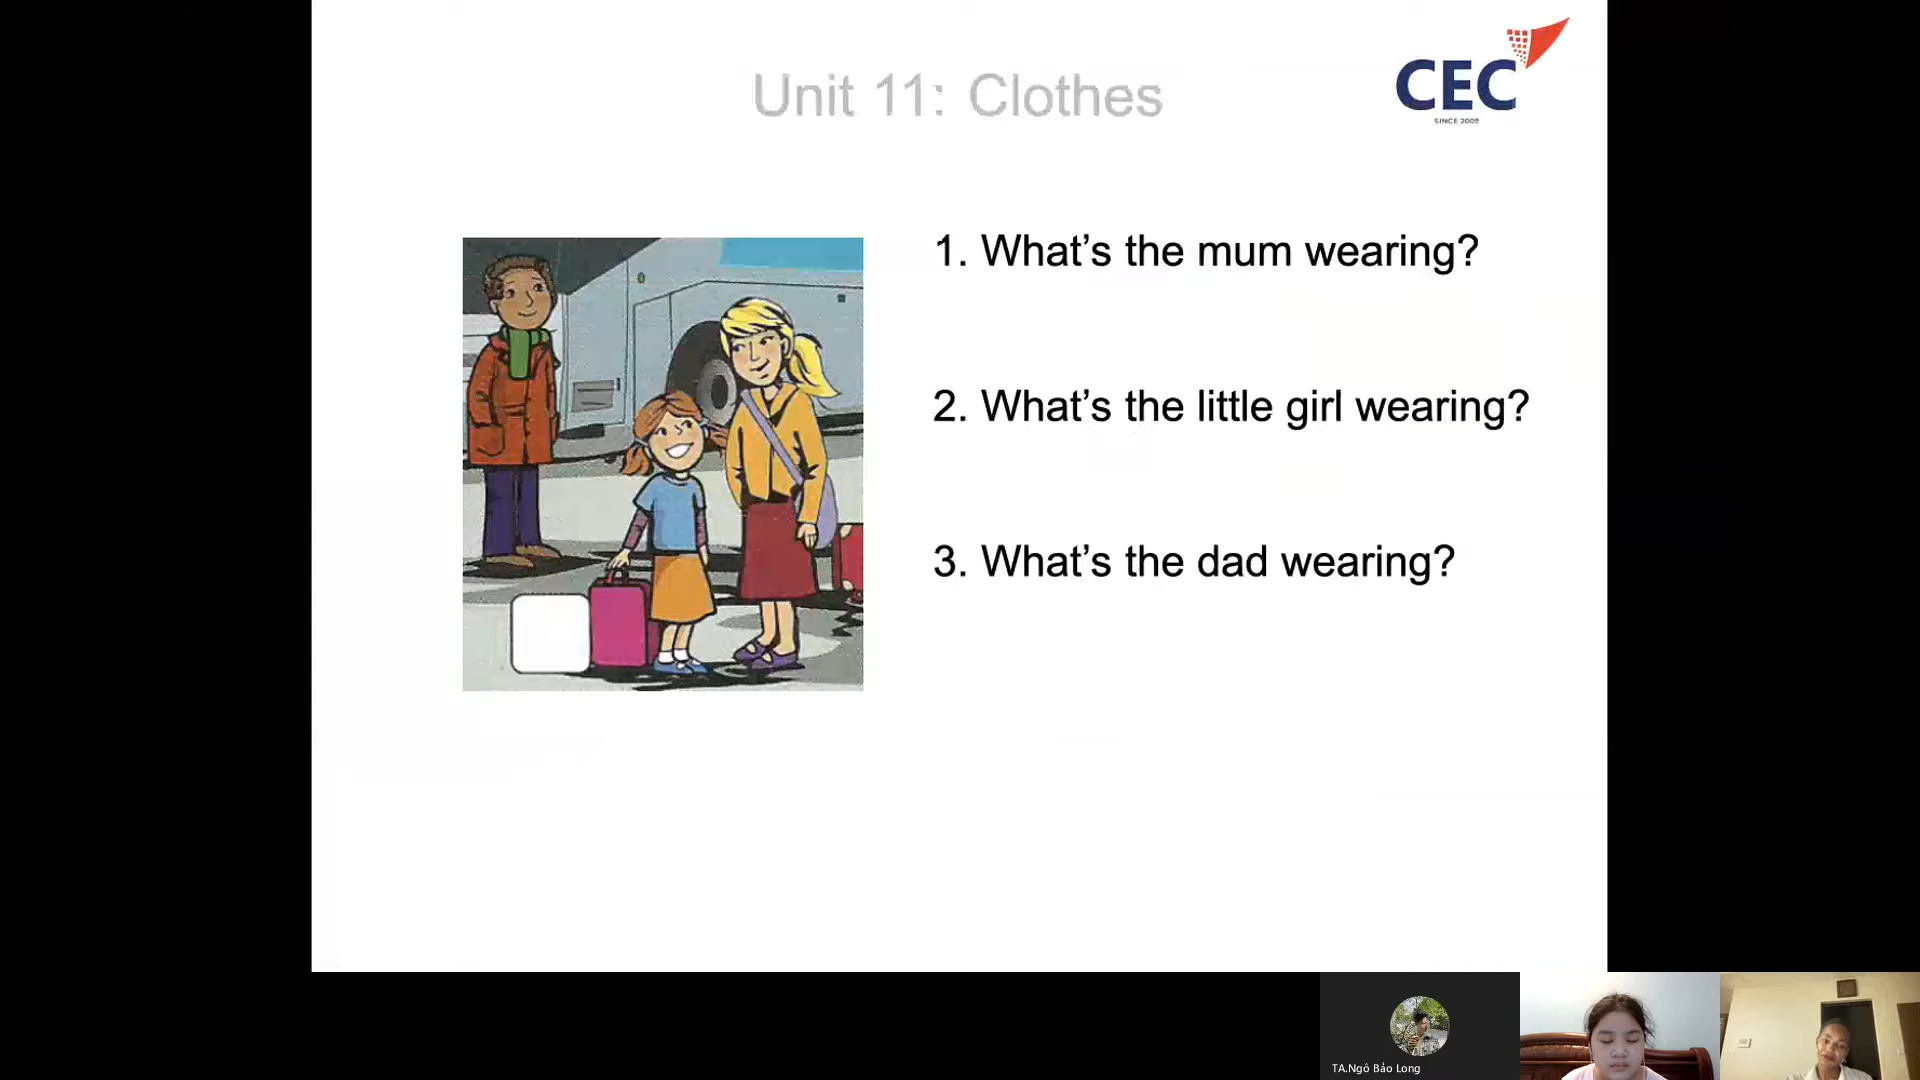 Unit 11: Clothes
CEC
SINCE 2009
1. What's the mum wearing?
2. What's the little girl wearing?
3. What's the dad wearing?
TA.Ngô Bảo Long